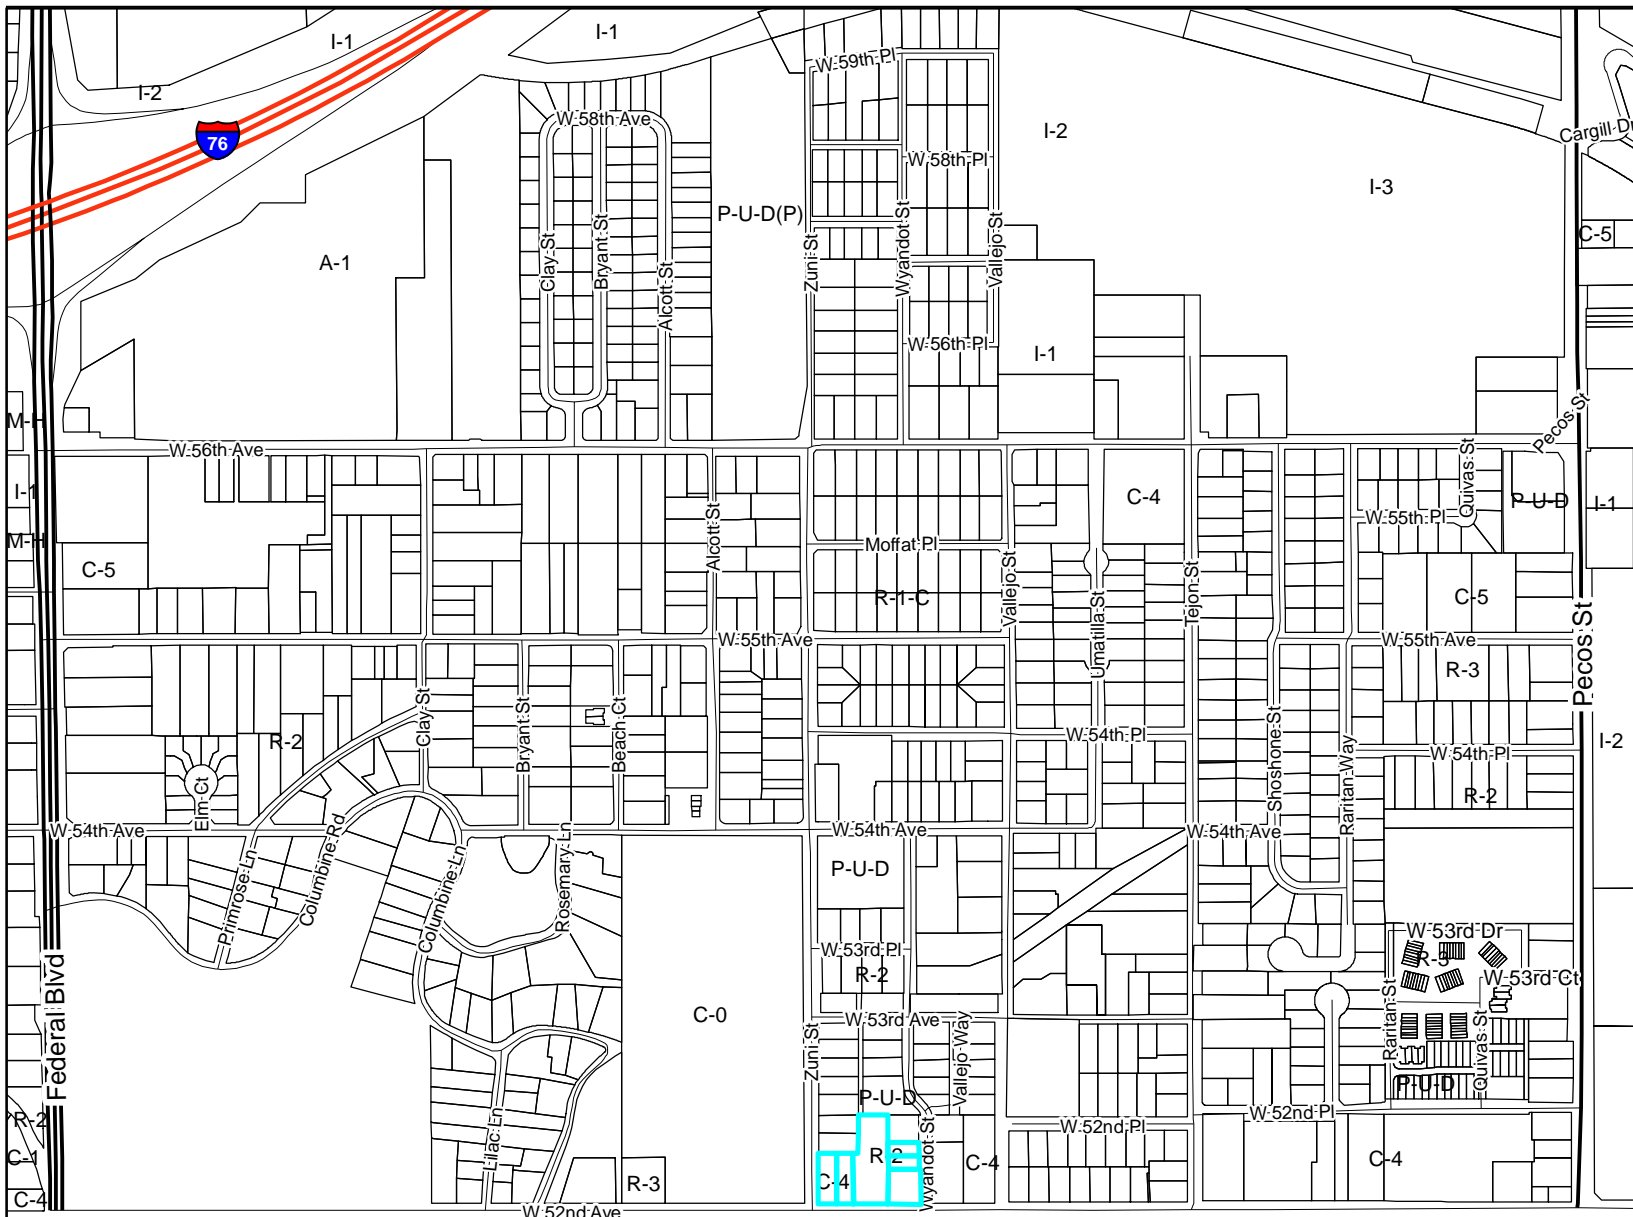 I-1
I-1
W 59th Pl
I-2
W 58th Ave
I-2
Cargill Dr
76
W 58th Pl
I-3
P-U-D(P)
C-5
A-1
Clay St
Bryant St
Alcott St
Zuni St
Wyandot St
Vallejo St
W 56th Pl
I-1
M-H
Pecos St
W 56th Ave
Quivas St
I-1
C-4
P-U-D
I-1
W 55th Pl
Alcott St
M-H
Moffat Pl
C-5
R-1-C
Vallejo St
Umatilla St
Tejon St
C-5
W 55th Ave
W 55th Ave
R-3
Pecos St
Clay St
Bryant St
Beach Ct
R-2
W 54th Pl
Shoshone St
Raritan Way
W 54th Pl
I-2
Elm Ct
R-2
W 54th Ave
W 54th Ave
W 54th Ave
Primrose Ln
Columbine Rd
Columbine Ln
Rosemary Ln
P-U-D
W 53rd Pl
W 53rd Dr
R-3
R-2
W 53rd Ct
Federal Blvd
C-0
W 53rd Ave
Zuni St
Vallejo Way
Raritan St
Quivas St
P-U-D
P-U-D
R-2
W 52nd Pl
W 52nd Pl
Lilac Ln
C-1
R-2
C-4
C-4
R-3
C-4
Wyandot St
C-4
W 52nd Ave